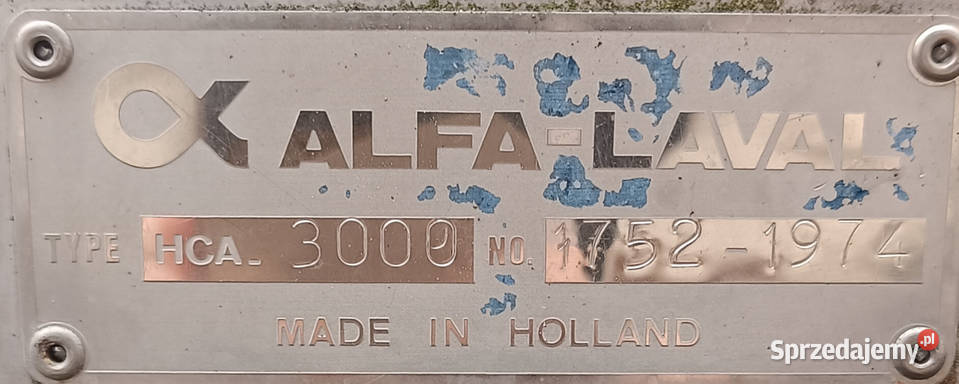 ALFA-LAVAL
TYPE HCA. 3000 NO. 1752-1974
MADE IN HOLLAND
Sprzedajemy.pl